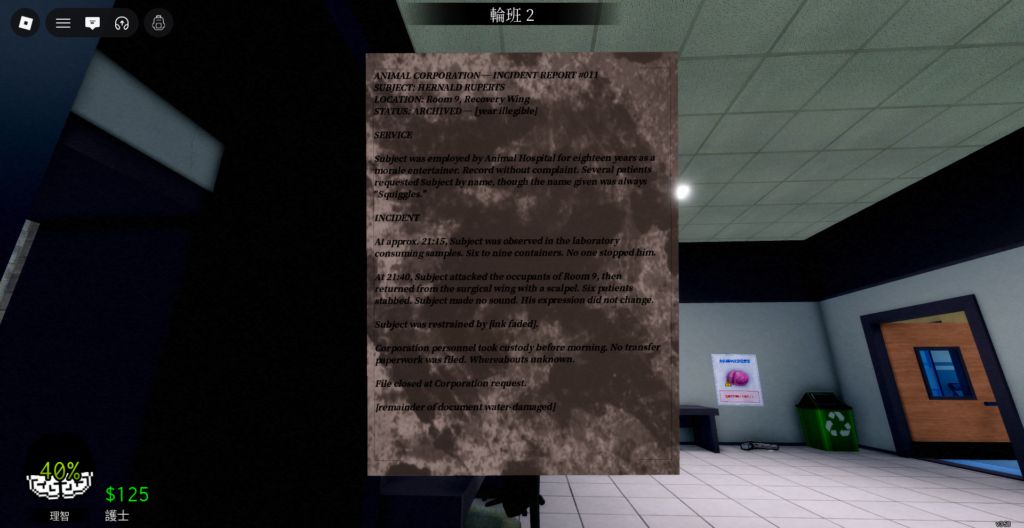 輪班 2
ANIMAL CORPORATION — INCIDENT REPORT #011
SUBJECT: HERNALD RUPERTS
LOCATION: Room 9, Recovery Wing
STATUS: ARCHIVED — [year illegible]
SERVICE
Subject was employed by Animal Hospital for eighteen years as a
morale entertainer. Record without complaint. Several patients
requested Subject by name, though the name given was always
"Squiggles."
INCIDENT
At approx. 21:15, Subject was observed in the laboratory
consuming samples. Six to nine containers. No one stopped him.
At 21:40, Subject attacked the occupants of Room 9, then
returned from the surgical wing with a scalpel. Six patients
stabbed. Subject made no sound. His expression did not change.
Subject was restrained by [ink faded].
Corporation personnel took custody before morning. No transfer
paperwork was filed. Whereabouts unknown.
File closed at Corporation request.
[remainder of document water-damaged]
40%
理智
$125
護士